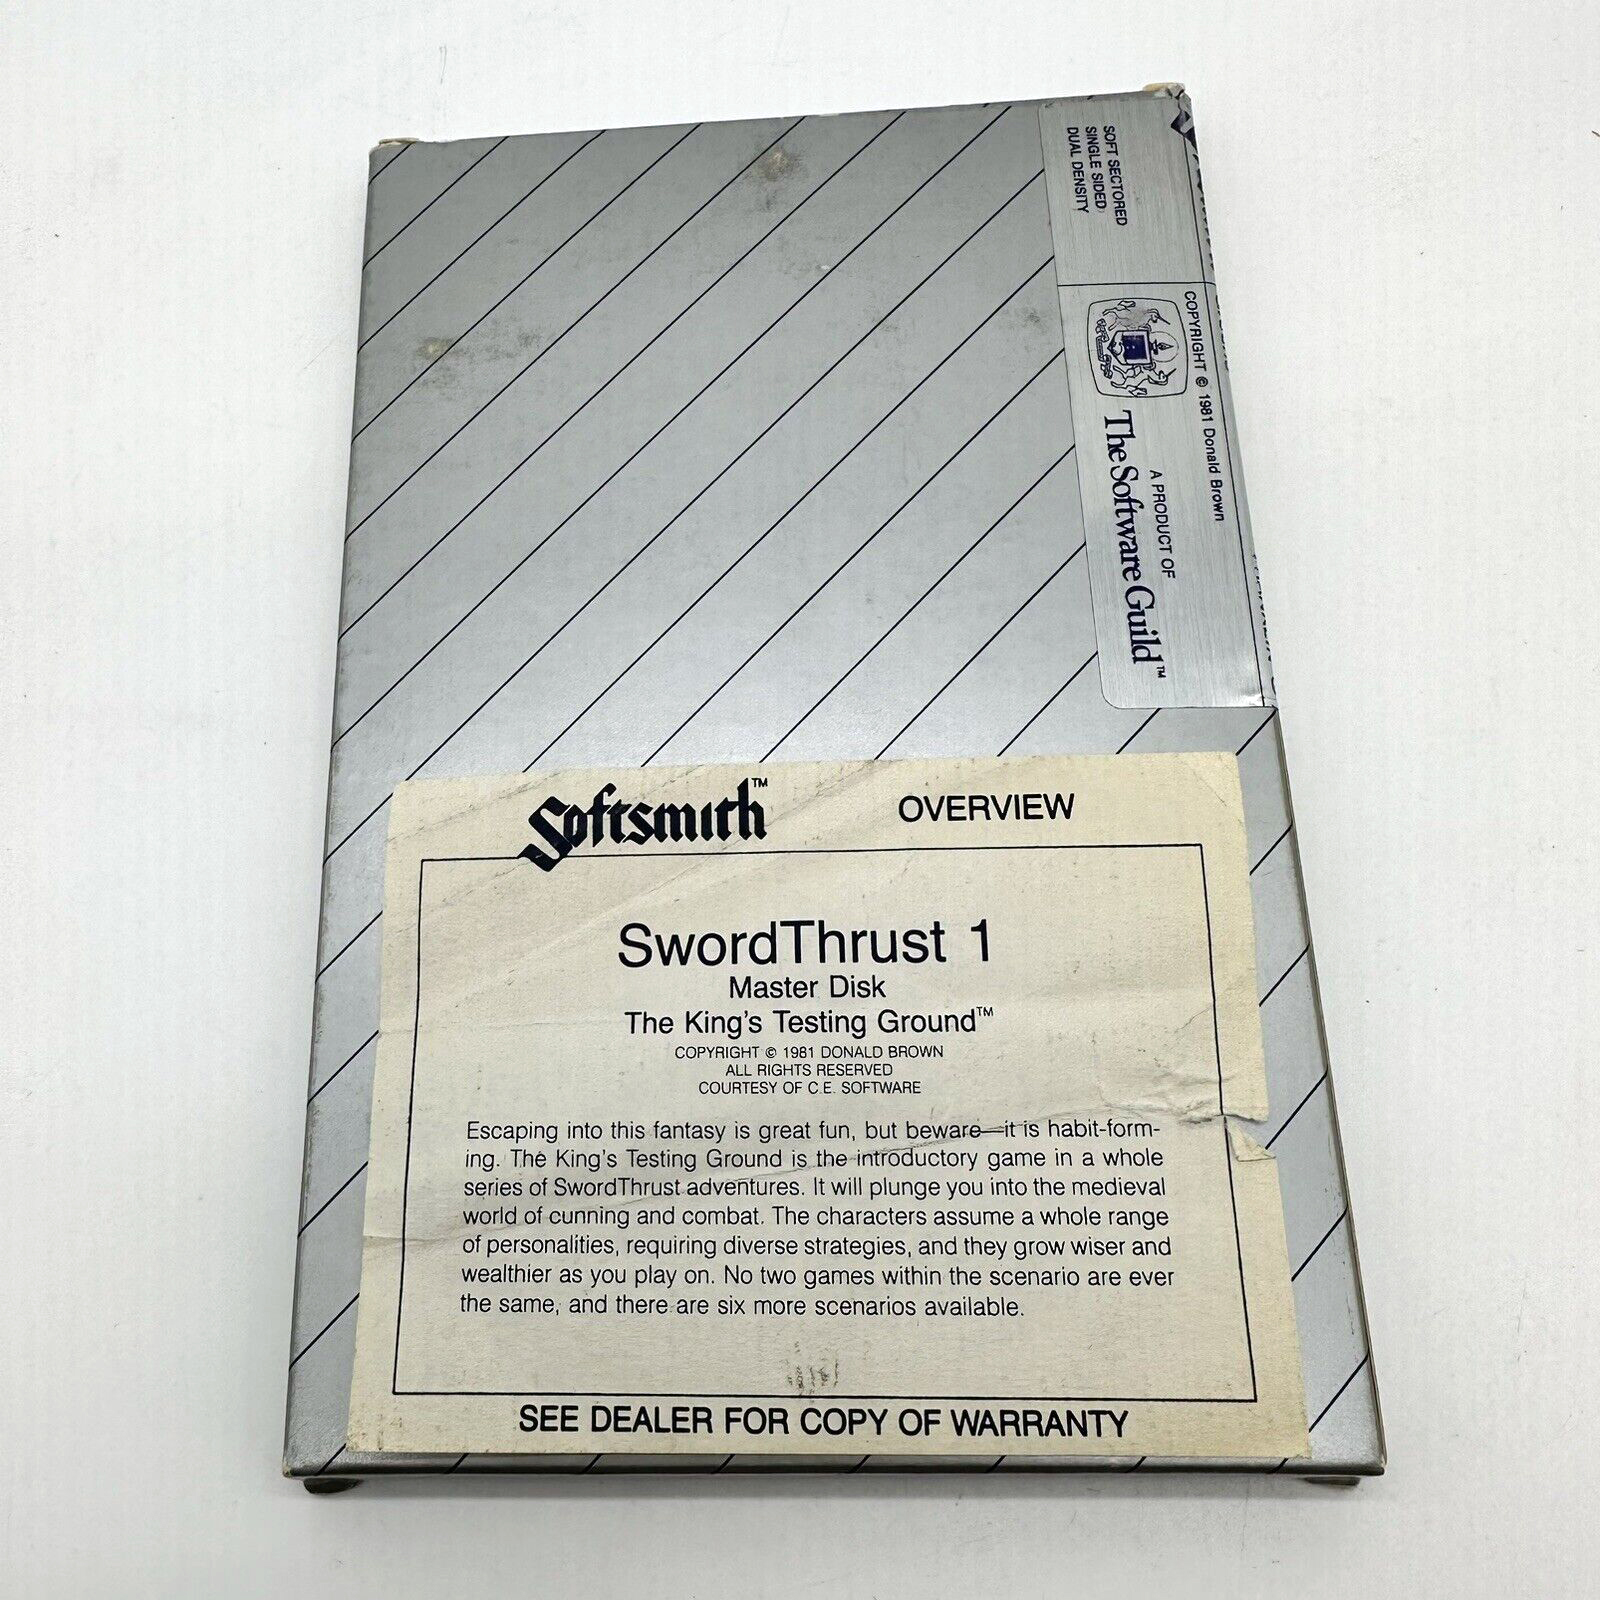 SOFT SECTORED
SINGLE SIDED
DUAL DENSITY
COPYRIGHT © 1981 Donald Brown
A PRODUCT OF
The Software Guild™
Softsmith™
OVERVIEW
SwordThrust 1
Master Disk
The King's Testing Ground™
COPYRIGHT © 1981 DONALD BROWN
ALL RIGHTS RESERVED
COURTESY OF C.E. SOFTWARE
Escaping into this fantasy is great fun, but beware—it is habit-form-
ing. The King's Testing Ground is the introductory game in a whole
series of SwordThrust adventures. It will plunge you into the medieval
world of cunning and combat. The characters assume a whole range
of personalities, requiring diverse strategies, and they grow wiser and
wealthier as you play on. No two games within the scenario are ever
the same, and there are six more scenarios available.
SEE DEALER FOR COPY OF WARRANTY